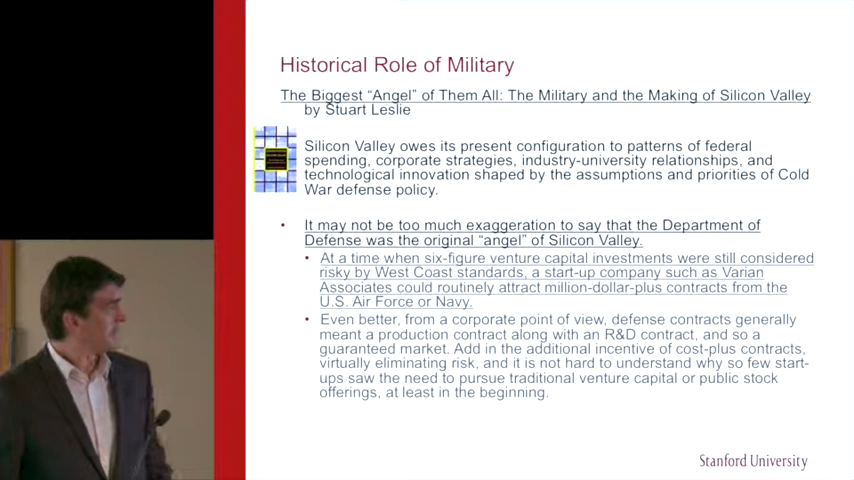 Historical Role of Military
The Biggest “Angel” of Them All: The Military and the Making of Silicon Valley
by Stuart Leslie
Silicon Valley owes its present configuration to patterns of federal
spending, corporate strategies, industry-university relationships, and
technological innovation shaped by the assumptions and priorities of Cold
War defense policy.
• It may not be too much exaggeration to say that the Department of
Defense was the original “angel” of Silicon Valley.
• At a time when six-figure venture capital investments were still considered
risky by West Coast standards, a start-up company such as Varian
Associates could routinely attract million-dollar-plus contracts from the
U.S. Air Force or Navy.
• Even better, from a corporate point of view, defense contracts generally
meant a production contract along with an R&D contract, and so a
guaranteed market. Add in the additional incentive of cost-plus contracts,
virtually eliminating risk, and it is not hard to understand why so few start-
ups saw the need to pursue traditional venture capital or public stock
offerings, at least in the beginning.
Stanford University